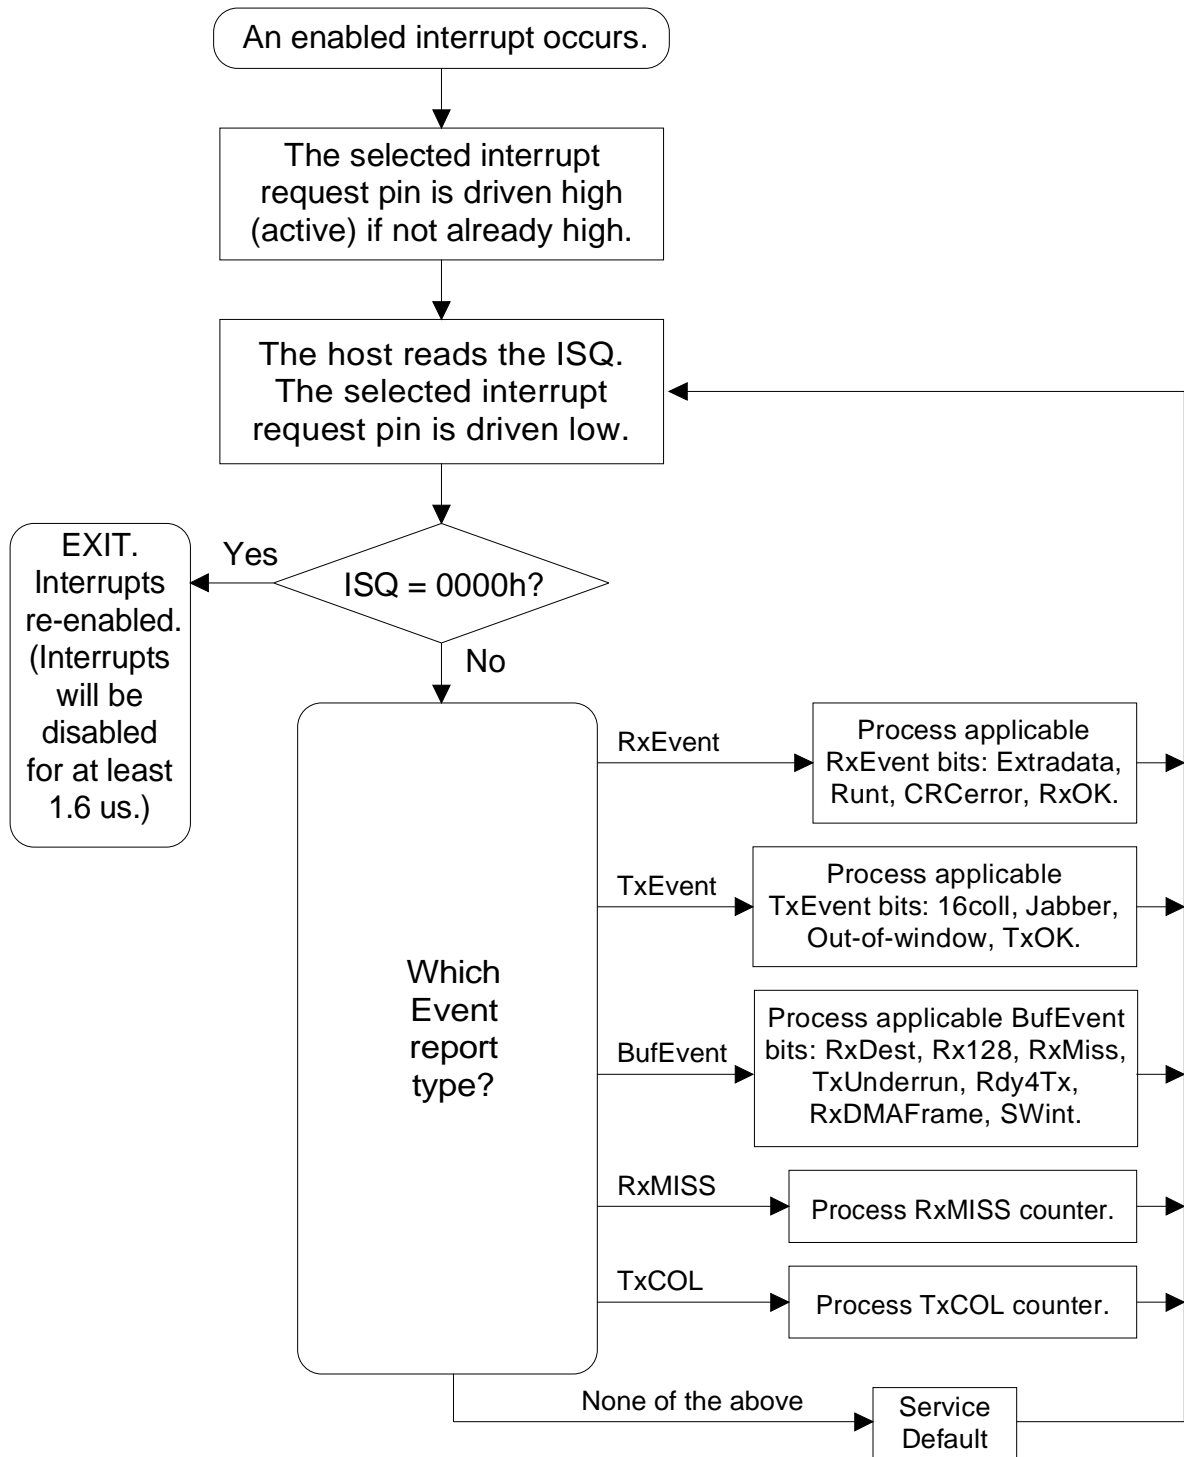 An enabled interrupt occurs.
The selected interrupt
request pin is driven high
(active) if not already high.
The host reads the ISQ.
The selected interrupt
request pin is driven low.
EXIT.
Interrupts
re-enabled.
(Interrupts
will be
disabled
for at least
1.6 us.)
Yes
ISQ = 0000h?
No
Which
Event
report
type?
RxEvent
Process applicable
RxEvent bits: Extradata,
Runt, CRCerror, RxOK.
TxEvent
Process applicable
TxEvent bits: 16coll, Jabber,
Out-of-window, TxOK.
BufEvent
Process applicable BufEvent
bits: RxDest, Rx128, RxMiss,
TxUnderrun, Rdy4Tx,
RxDMAFrame, SWint.
RxMISS
Process RxMISS counter.
TxCOL
Process TxCOL counter.
None of the above
Service
Default